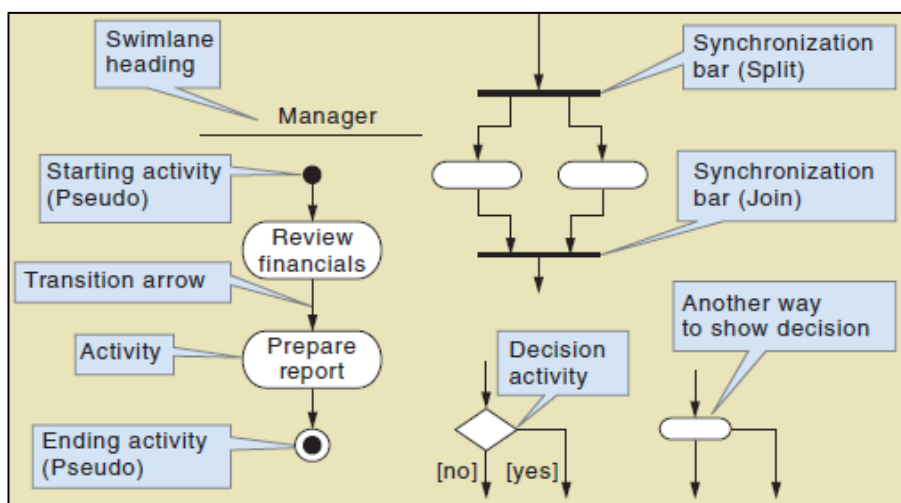 Swimlane
heading
Manager
Starting activity
(Pseudo)
Review
financials
Transition arrow
Activity
Prepare
report
Ending activity
(Pseudo)
Synchronization
bar (Split)
Synchronization
bar (Join)
Decision
activity
[no] [yes]
Another way
to show decision